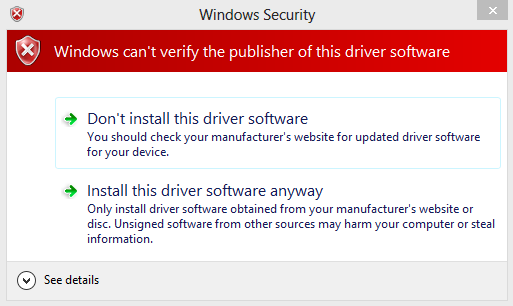 Windows Security
Windows can't verify the publisher of this driver software
Don't install this driver software
You should check your manufacturer's website for updated driver software
for your device.
Install this driver software anyway
Only install driver software obtained from your manufacturer's website or
disc. Unsigned software from other sources may harm your computer or steal
information.
See details